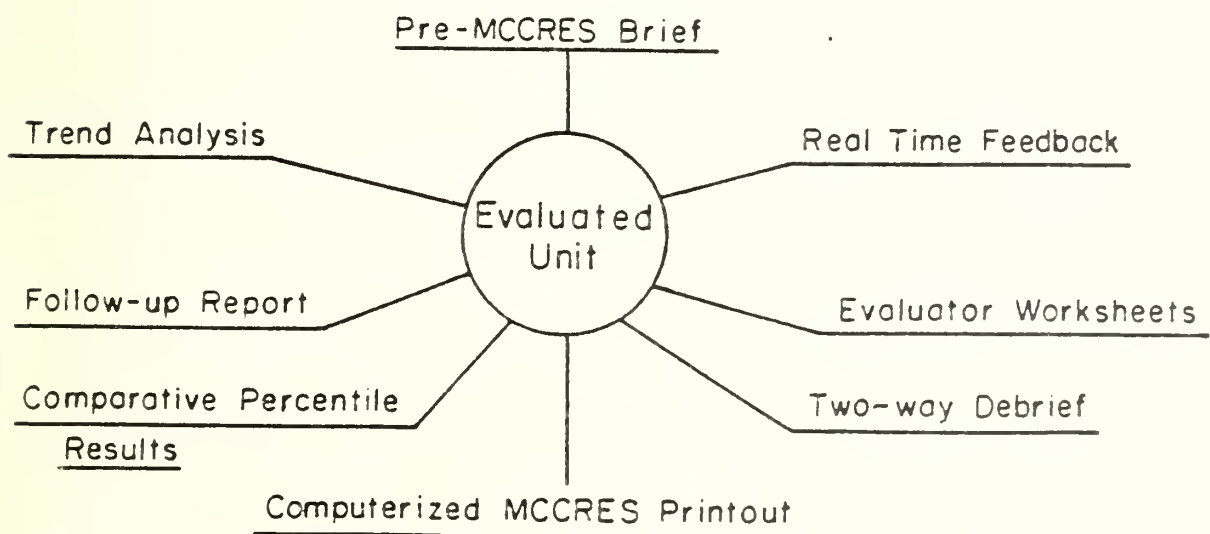 Pre-MCCRES Brief
Trend Analysis
Real Time Feedback
Evaluated
Unit
Follow-up Report
Evaluator Worksheets
Comparative Percentile
Results
Two-way Debrief
Computerized MCCRES Printout